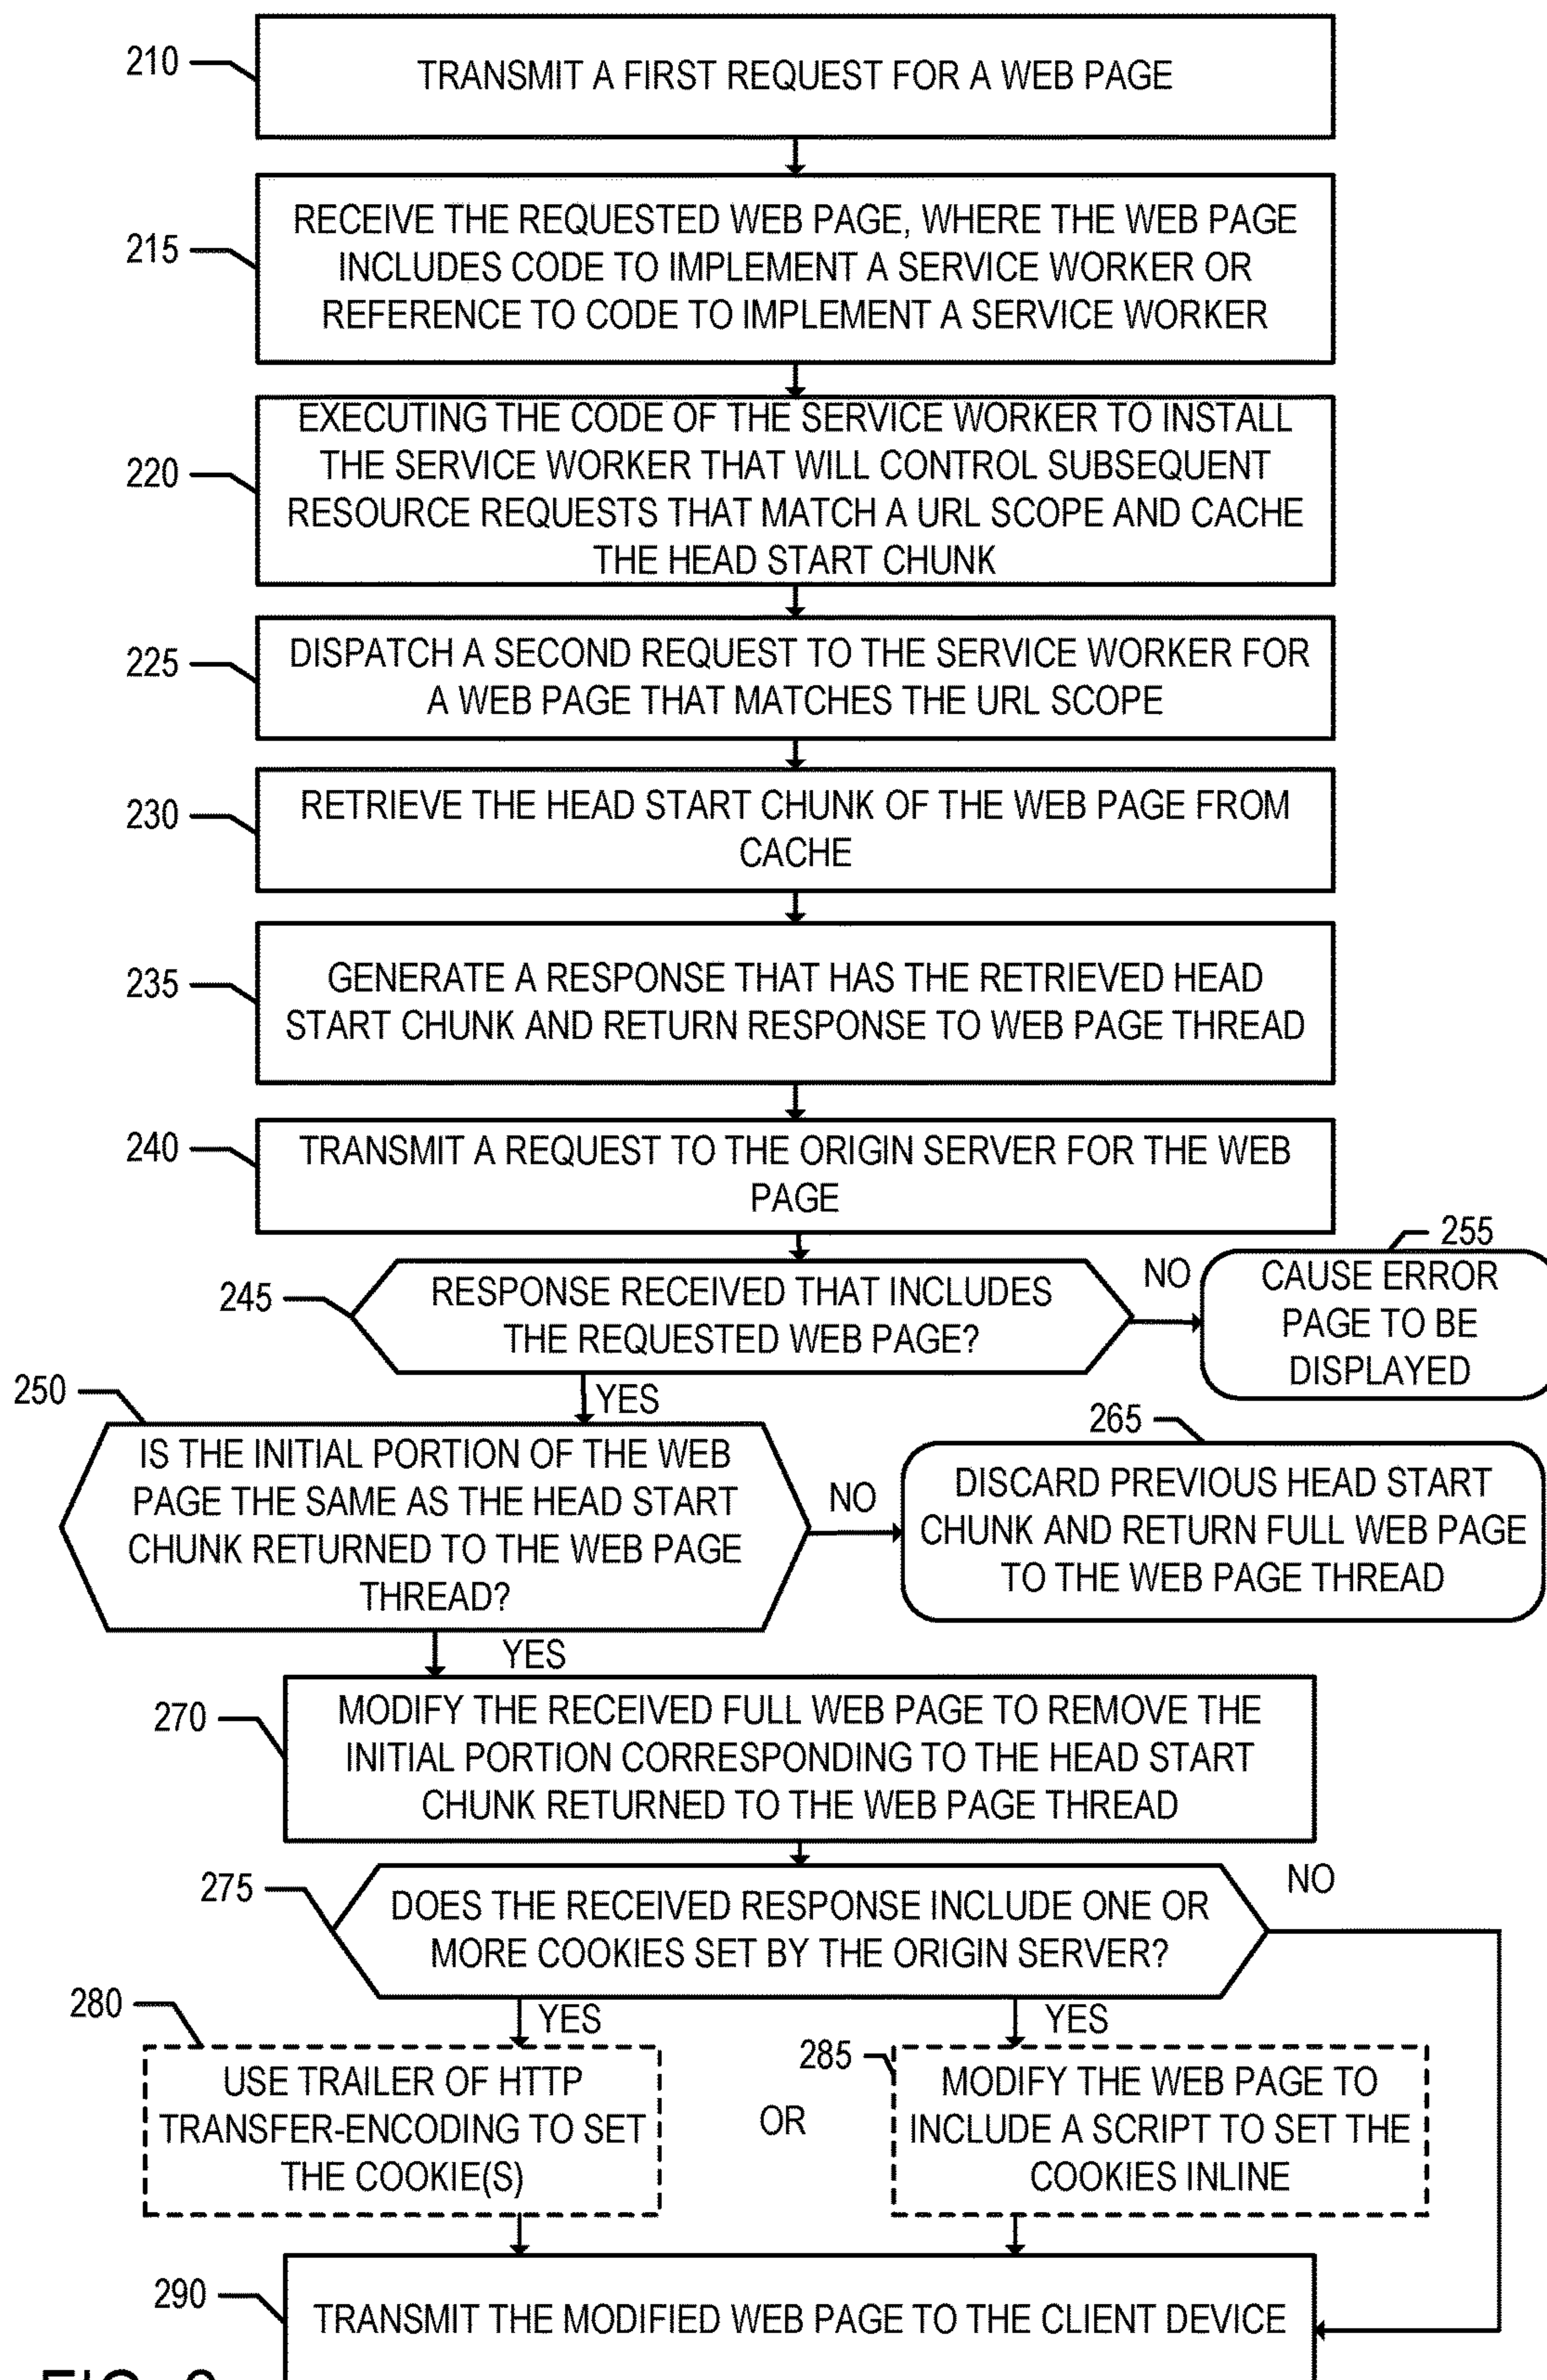 210
TRANSMIT A FIRST REQUEST FOR A WEB PAGE
215
RECEIVE THE REQUESTED WEB PAGE, WHERE THE WEB PAGE
INCLUDES CODE TO IMPLEMENT A SERVICE WORKER OR
REFERENCE TO CODE TO IMPLEMENT A SERVICE WORKER
220
EXECUTING THE CODE OF THE SERVICE WORKER TO INSTALL
THE SERVICE WORKER THAT WILL CONTROL SUBSEQUENT
RESOURCE REQUESTS THAT MATCH A URL SCOPE AND CACHE
THE HEAD START CHUNK
225
DISPATCH A SECOND REQUEST TO THE SERVICE WORKER FOR
A WEB PAGE THAT MATCHES THE URL SCOPE
230
RETRIEVE THE HEAD START CHUNK OF THE WEB PAGE FROM
CACHE
235
GENERATE A RESPONSE THAT HAS THE RETRIEVED HEAD
START CHUNK AND RETURN RESPONSE TO WEB PAGE THREAD
240
TRANSMIT A REQUEST TO THE ORIGIN SERVER FOR THE WEB
PAGE
245
RESPONSE RECEIVED THAT INCLUDES
THE REQUESTED WEB PAGE?
NO
255
CAUSE ERROR
PAGE TO BE
DISPLAYED
YES
250
IS THE INITIAL PORTION OF THE WEB
PAGE THE SAME AS THE HEAD START
CHUNK RETURNED TO THE WEB PAGE
THREAD?
NO
265
DISCARD PREVIOUS HEAD START
CHUNK AND RETURN FULL WEB PAGE
TO THE WEB PAGE THREAD
YES
270
MODIFY THE RECEIVED FULL WEB PAGE TO REMOVE THE
INITIAL PORTION CORRESPONDING TO THE HEAD START
CHUNK RETURNED TO THE WEB PAGE THREAD
275
DOES THE RECEIVED RESPONSE INCLUDE ONE OR
MORE COOKIES SET BY THE ORIGIN SERVER?
NO
YES
YES
280
USE TRAILER OF HTTP
TRANSFER-ENCODING TO SET
THE COOKIE(S)
OR
285
MODIFY THE WEB PAGE TO
INCLUDE A SCRIPT TO SET THE
COOKIES INLINE
290
TRANSMIT THE MODIFIED WEB PAGE TO THE CLIENT DEVICE